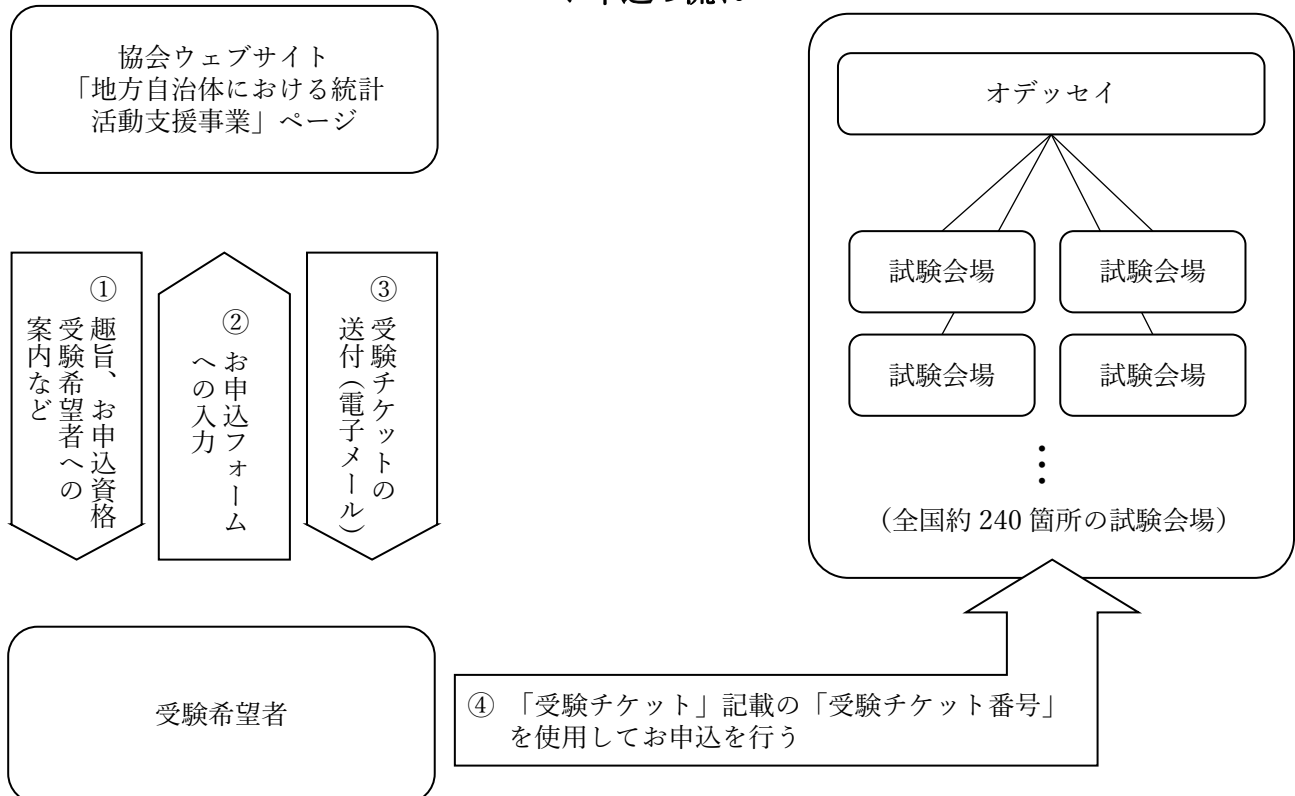 協会ウェブサイト
「地方自治体における統計
活動支援事業」ページ
オデッセイ
試験会場
試験会場
試験会場
試験会場
（全国約 240 箇所の試験会場）
①
趣旨、お申込資格
受験希望者への
案内など
②
お申込フォーム
への入力
③
受験チケットの
送付（電子メール）
受験希望者
④ 「受験チケット」記載の「受験チケット番号」
を使用してお申込を行う